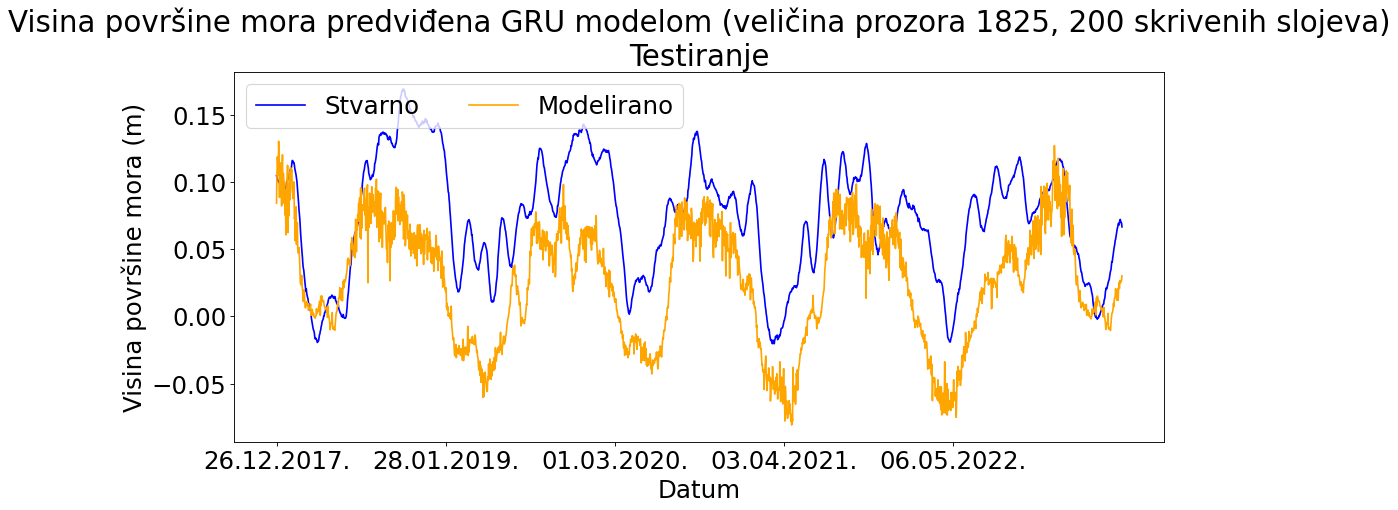 Visina površine mora predviđena GRU modelom (veličina prozora 1825, 200 skrivenih slojeva)
Testiranje
Stvarno Modelirano
Visina površine mora (m)
0.15
0.10
0.05
0.00
−0.05
26.12.2017. 28.01.2019. 01.03.2020. 03.04.2021. 06.05.2022.
Datum